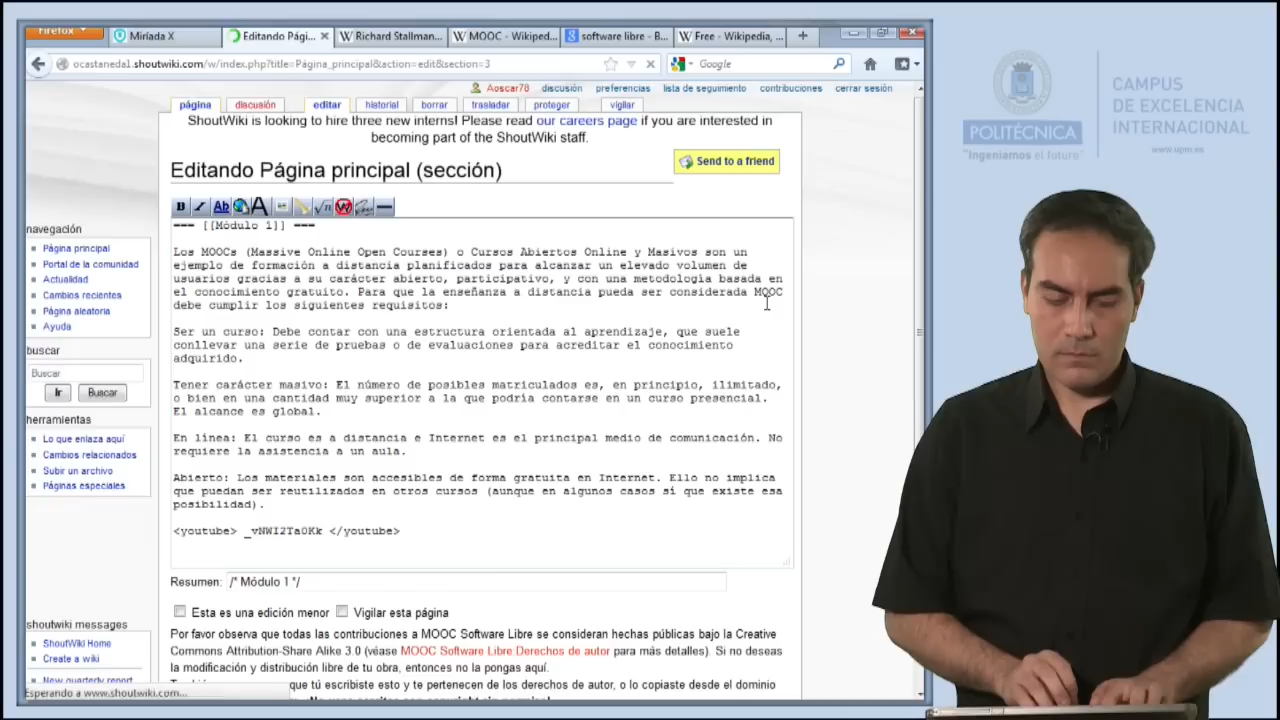 Firefox
Miríada X
Editando Pági...
Richard Stallman...
MOOC - Wikiped...
software libre - B...
Free - Wikipedia, ...
ocastaneda1.shoutwiki.com/w/index.php?title=Página_principal&action=edit&section=3
Google
Aoscar78 discusión preferencias lista de seguimiento contribuciones cerrar sesión
página discusión editar historial borrar trasladar proteger vigilar
ShoutWiki is looking to hire three new interns! Please read our careers page if you are interested in
becoming part of the ShoutWiki staff.
Send to a friend
Editando Página principal (sección)
=== [[Módulo 1]] ===
Los MOOCs (Massive Online Open Courses) o Cursos Abiertos Online y Masivos son un
ejemplo de formación a distancia planificados para alcanzar un elevado volumen de
usuarios gracias a su carácter abierto, participativo, y con una metodología basada en
el conocimiento gratuito. Para que la enseñanza a distancia pueda ser considerada MOOC
debe cumplir los siguientes requisitos:
Ser un curso: Debe contar con una estructura orientada al aprendizaje, que suele
conllevar una serie de pruebas o de evaluaciones para acreditar el conocimiento
adquirido.
Tener carácter masivo: El número de posibles matriculados es, en principio, ilimitado,
o bien en una cantidad muy superior a la que podría contarse en un curso presencial.
El alcance es global.
En línea: El curso es a distancia e Internet es el principal medio de comunicación. No
requiere la asistencia a un aula.
Abierto: Los materiales son accesibles de forma gratuita en Internet. Ello no implica
que puedan ser reutilizados en otros cursos (aunque en algunos casos sí que existe esa
posibilidad).
<youtube> _vNWI2TaOKk </youtube>
Resumen: /* Módulo 1 */
Esta es una edición menor Vigilar esta página
Por favor observa que todas las contribuciones a MOOC Software Libre se consideran hechas públicas bajo la Creative
Commons Attribution-Share Alike 3.0 (véase MOOC Software Libre Derechos de autor para más detalles). Si no deseas
la modificación y distribución libre de tu obra, entonces no la pongas aquí.
que tú escribiste esto y te pertenecen de los derechos de autor, o lo copiaste desde el dominio
navegación
Página principal
Portal de la comunidad
Actualidad
Cambios recientes
Página aleatoria
Ayuda
buscar
Buscar
Ir Buscar
herramientas
Lo que enlaza aquí
Cambios relacionados
Subir un archivo
Páginas especiales
shoutwiki messages
ShoutWiki Home
Create a wiki
New quarterly report
Esperando a www.shoutwiki.com...
POLITÉCNICA
"Ingeniamos el futuro"
CAMPUS
DE EXCELENCIA
INTERNACIONAL
www.upm.es